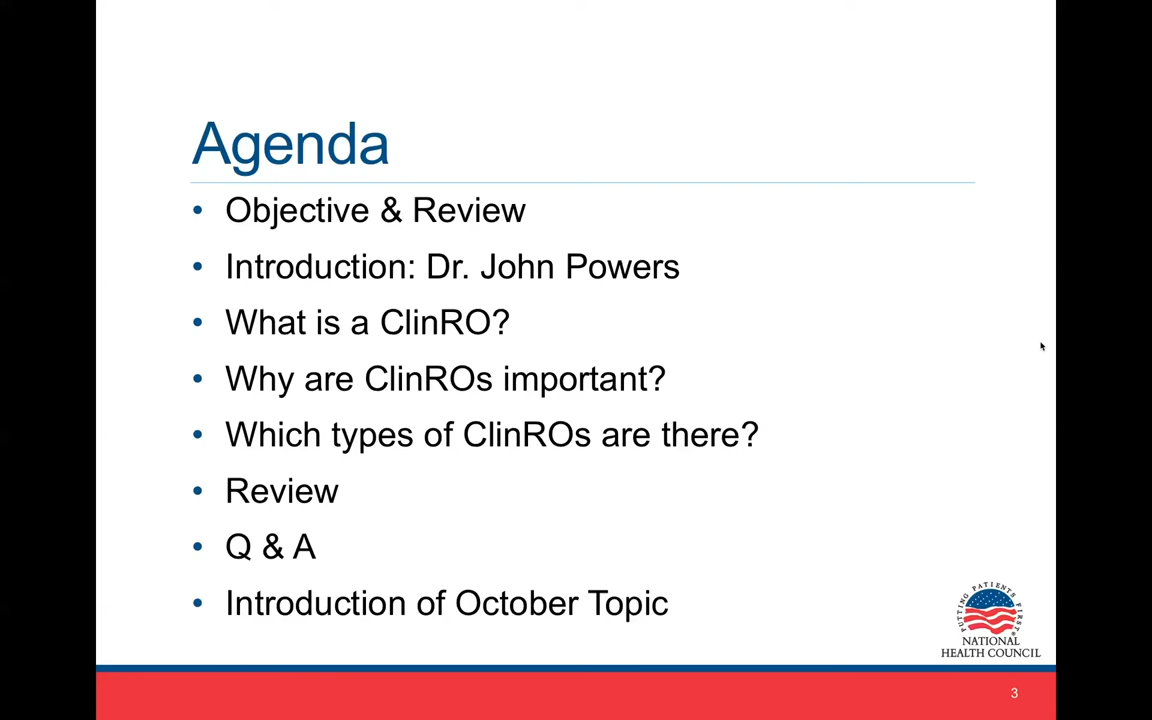 Agenda
• Objective & Review
• Introduction: Dr. John Powers
• What is a ClinRO?
• Why are ClinROs important?
• Which types of ClinROs are there?
• Review
• Q & A
• Introduction of October Topic
PUTTING PATIENTS FIRST®
NATIONAL
HEALTH COUNCIL
3